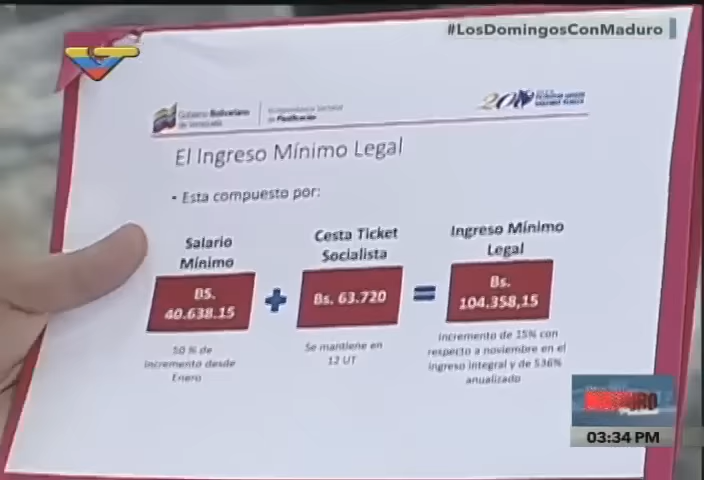 #LosDomingosConMaduro
Gobierno Bolivariano
de Venezuela
de Planificación
200
El Ingreso Mínimo Legal
• Esta compuesto por:
Salario
Mínimo
BS.
40.638.15
50 % de
incremento desde
Enero
+
Cesta Ticket
Socialista
Bs. 63.720
Se mantiene en
12 UT
=
Ingreso Mínimo
Legal
Bs.
104.358,15
Incremento de 15% con
respecto a noviembre en el
ingreso integral y de 536%
anualizado
03:34 PM